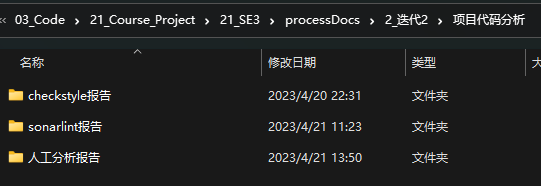 « 03_Code > 21_Course_Project > 21_SE3 > processDocs > 2_迭代2 > 项目代码分析
名称 修改日期 类型 大
checkstyle报告 2023/4/20 22:31 文件夹
sonarlint报告 2023/4/21 11:23 文件夹
人工分析报告 2023/4/21 13:50 文件夹